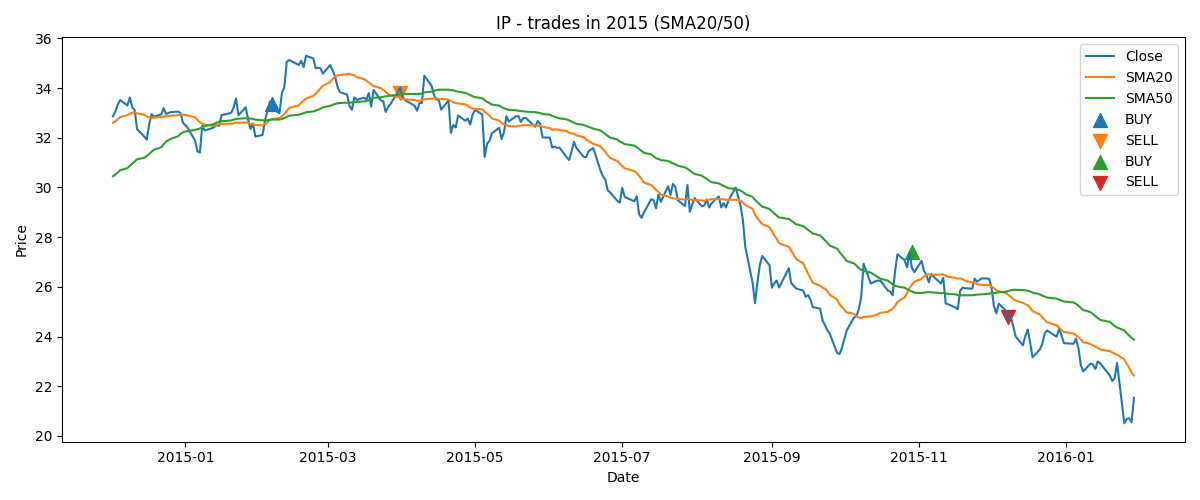 IP - trades in 2015 (SMA20/50)
36
34
32
30
28
26
24
22
20
Price
2015-01
2015-03
2015-05
2015-07
2015-09
2015-11
2016-01
Date
Close
SMA20
SMA50
BUY
SELL
BUY
SELL